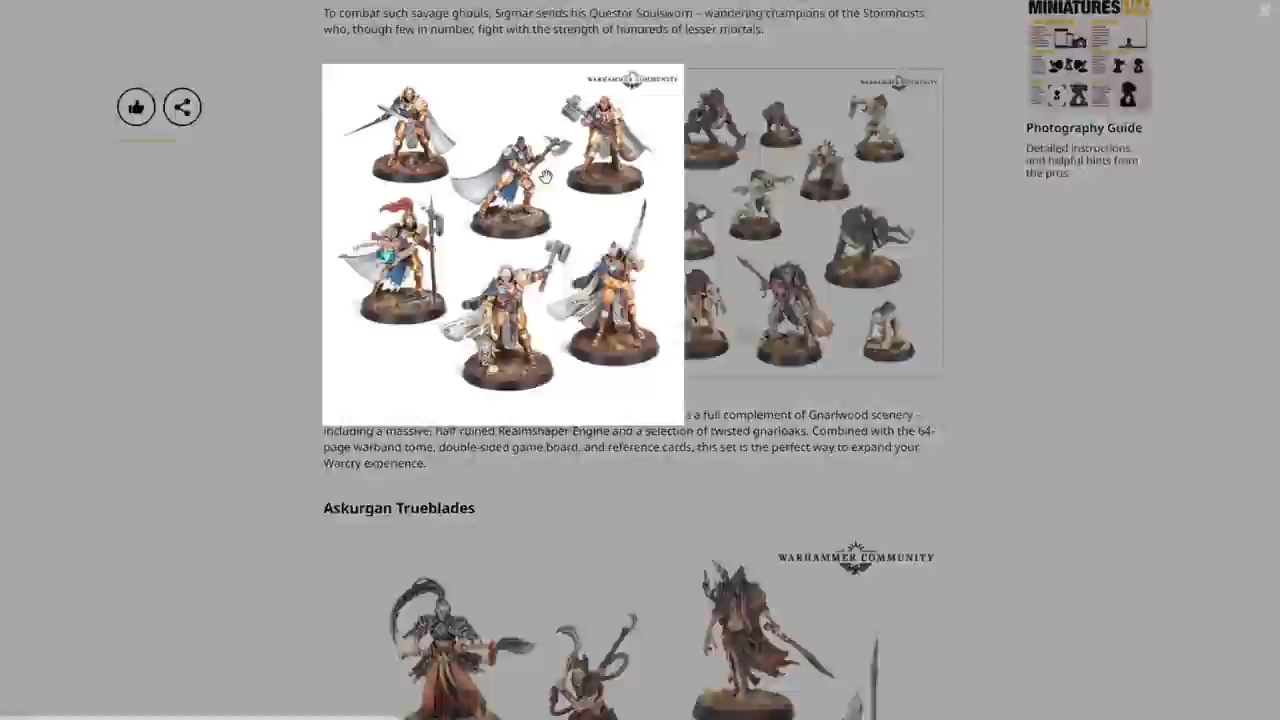 To combat such savage ghouls, Sigmar sends his Questor Soulsworn – wandering champions of the Stormhosts
who, though few in number, fight with the strength of hundreds of lesser mortals.
MINIATURES
WARHAMMER COMMUNITY
WARHAMMER COMMUNITY
Photography Guide
Detailed instructions
and helpful hints from
the pros
s a full complement of Gnarlwood scenery –
including a massive, half ruined Realmshaper Engine and a selection of twisted gnarloaks. Combined with the 64-
page warband tome, double-sided game board, and reference cards, this set is the perfect way to expand your
Warcry experience.
Askurgan Trueblades
WARHAMMER COMMUNITY